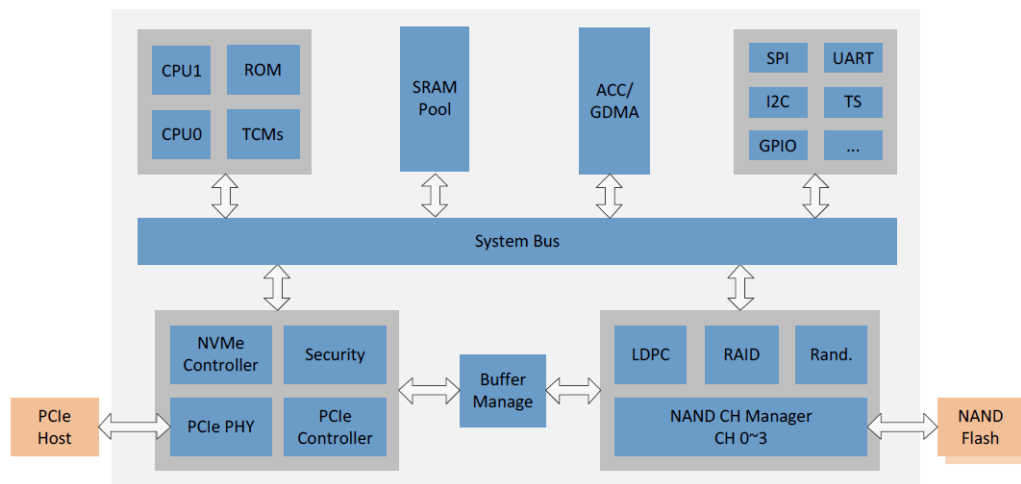 CPU1
ROM
CPU0
TCMs
SRAM
Pool
ACC/
GDMA
SPI
UART
I2C
TS
GPIO
...
System Bus
NVMe
Controller
Security
PCIe PHY
PCIe
Controller
Buffer
Manage
LDPC
RAID
Rand.
NAND CH Manager
CH 0~3
PCIe
Host
NAND
Flash